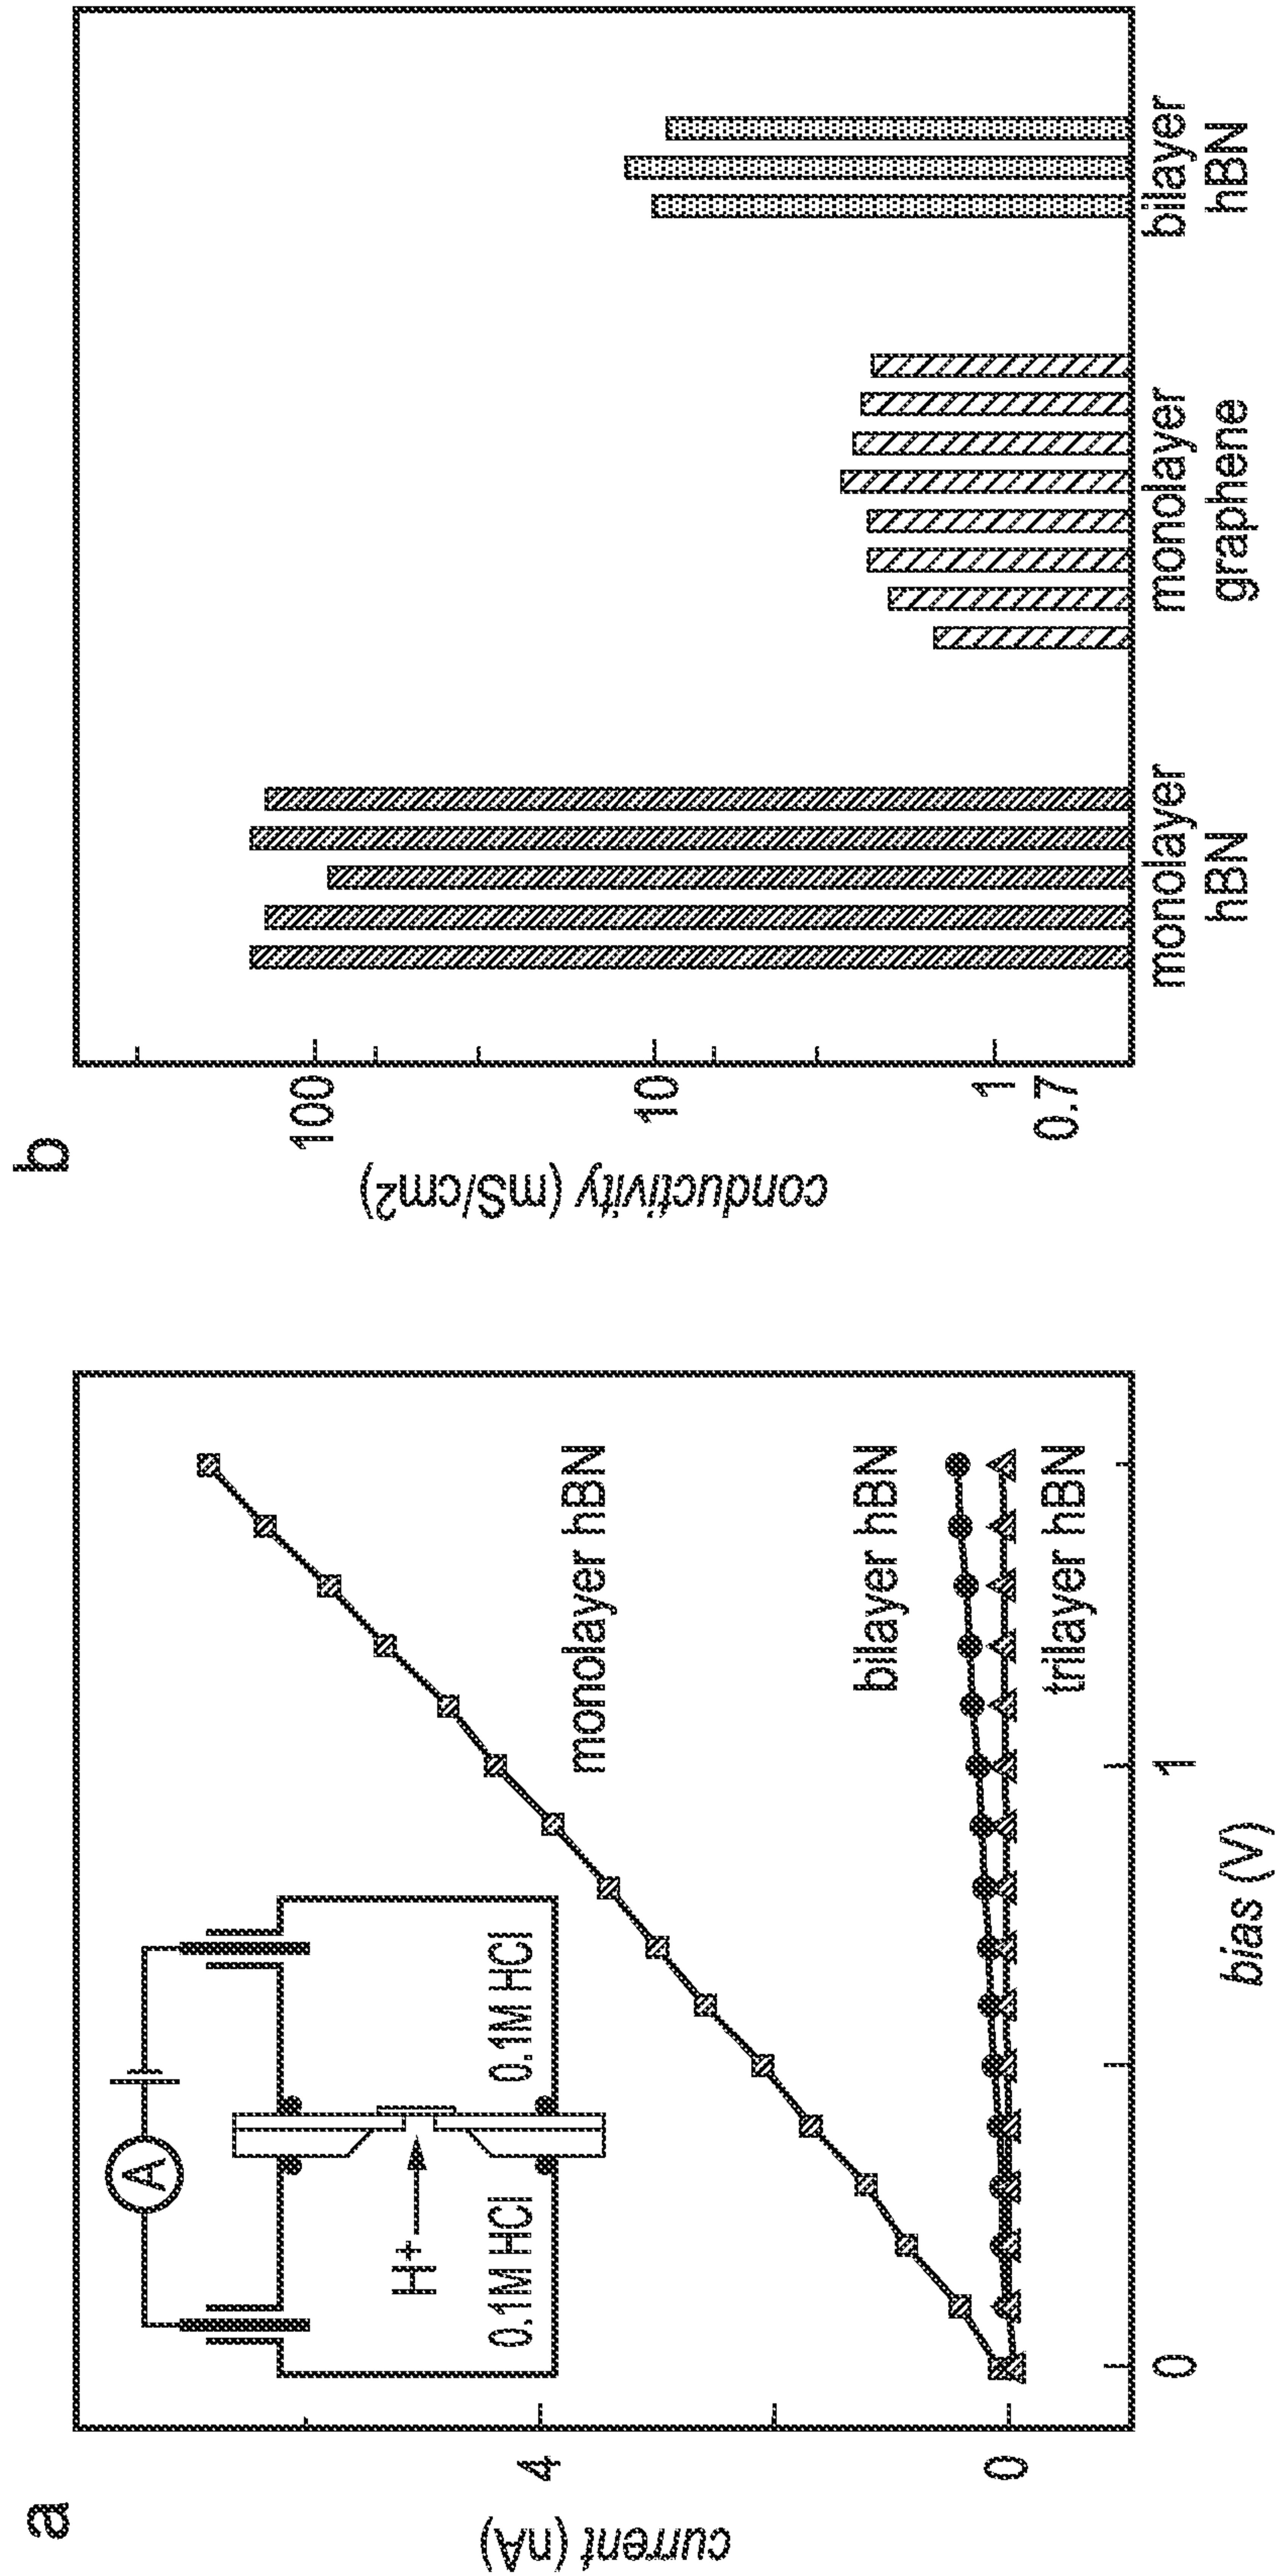 a
current (nA)
4
0
A
H+
0.1M HCl
0.1M HCl
monolayer hBN
bilayer hBN
trilayer hBN
0
1
bias (V)
b
conductivity (mS/cm2)
100
10
1
0.7
monolayer
hBN
monolayer
graphene
bilayer
hBN